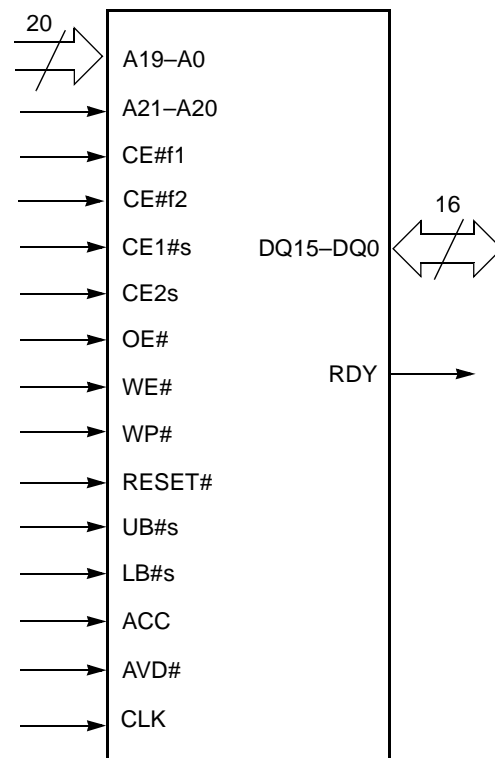 20
A19–A0
A21–A20
CE#f1
CE#f2
16
CE1#s
DQ15–DQ0
CE2s
OE#
RDY
WE#
WP#
RESET#
UB#s
LB#s
ACC
AVD#
CLK